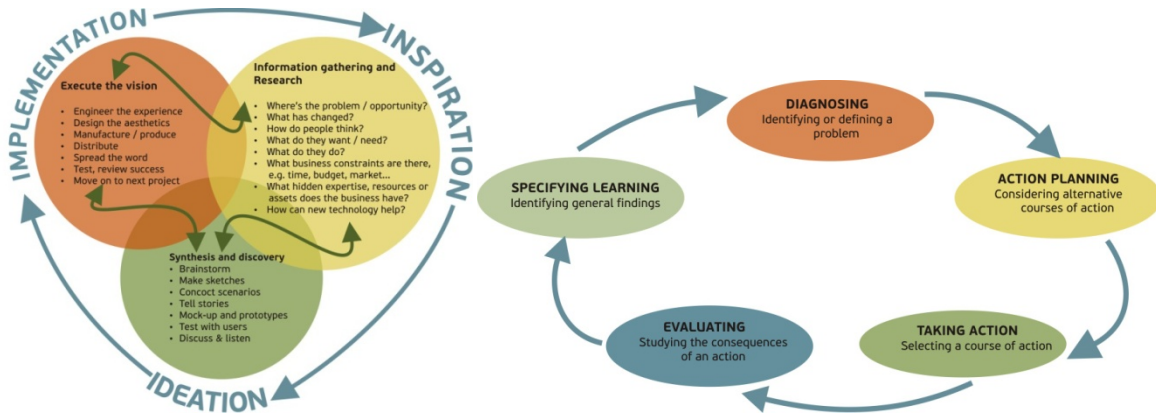 IMPLEMENTATION
INSPIRATION
IDEATION
Execute the vision
• Engineer the experience
• Design the aesthetics
• Manufacture / produce
• Distribute
• Spread the word
• Test, review success
• Move on to next project
Information gathering and
Research
• Where's the problem / opportunity?
• What has changed?
• How do people think?
• What do they want / need?
• What do they do?
• What business constraints are there,
e.g. time, budget, market...
• What hidden expertise, resources or
assets does the business have?
• How can new technology help?
Synthesis and discovery
• Brainstorm
• Make sketches
• Concoct scenarios
• Tell stories
• Mock-up and prototypes
• Test with users
• Discuss & listen
DIAGNOSING
Identifying or defining a
problem
ACTION PLANNING
Considering alternative
courses of action
TAKING ACTION
Selecting a course of action
EVALUATING
Studying the consequences
of an action
SPECIFYING LEARNING
Identifying general findings